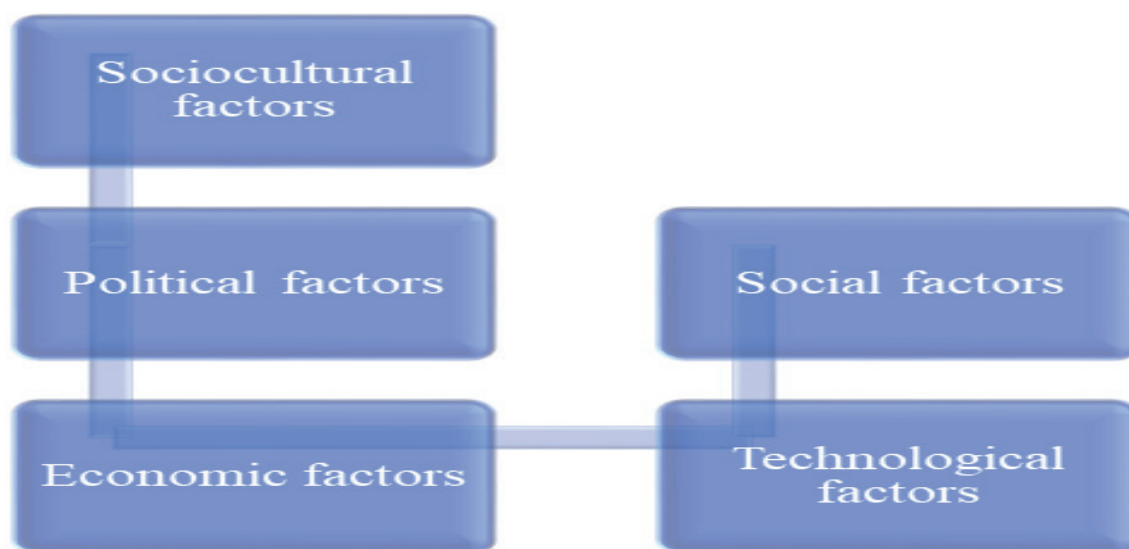 Sociocultural
factors
Political factors
Economic factors
Technological
factors
Social factors